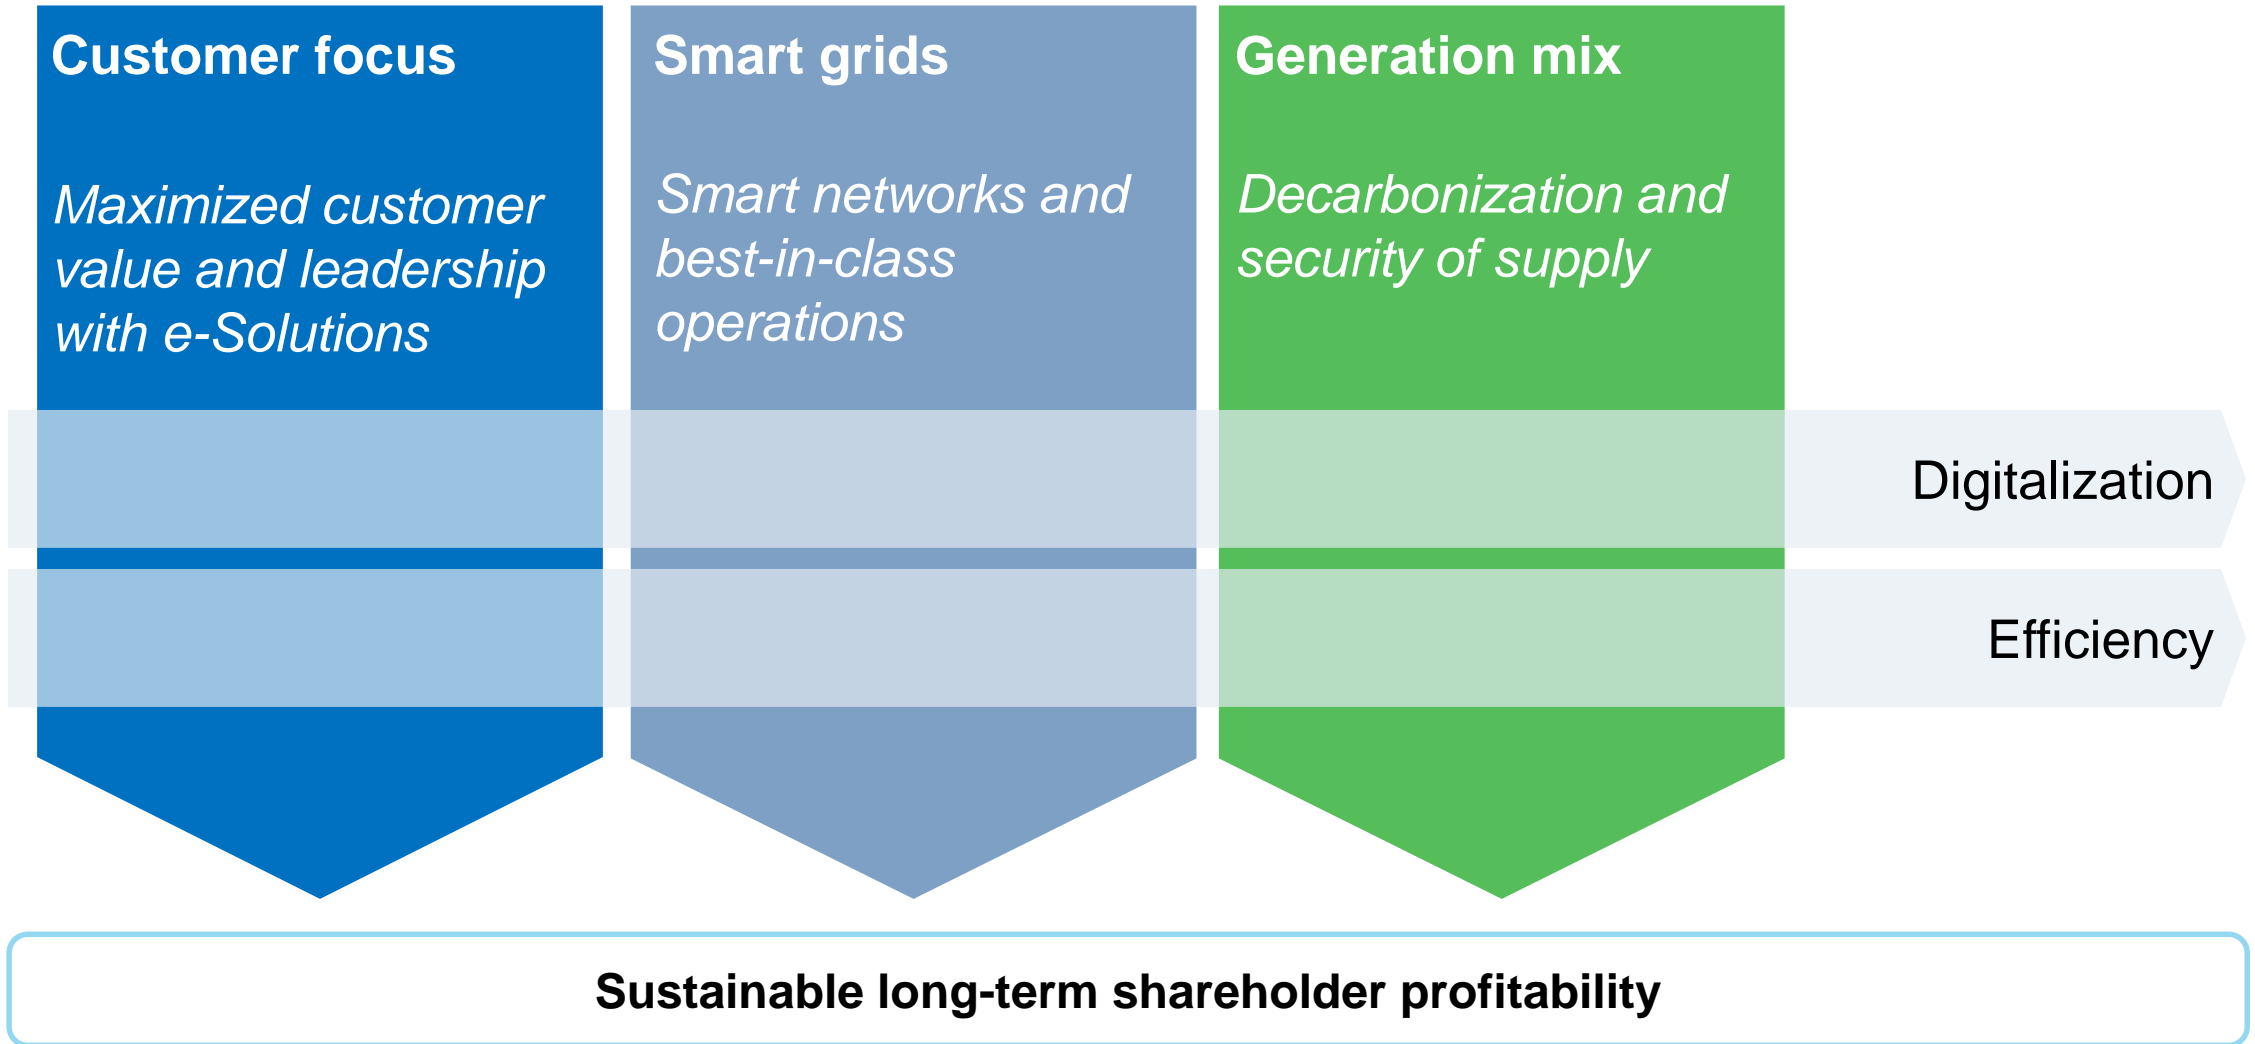 Customer focus
Maximized customer
value and leadership
with e-Solutions
Smart grids
Smart networks and
best-in-class
operations
Generation mix
Decarbonization and
security of supply
Digitalization
Efficiency
Sustainable long-term shareholder profitability